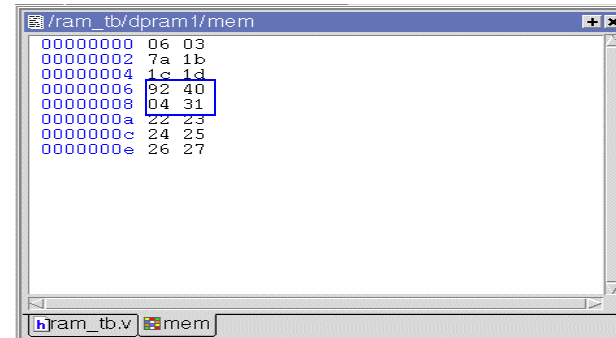 /ram_tb/dpram1/mem
00000000 06 03
00000002 7a 1b
00000004 1c 1d
00000006 92 40
00000008 04 31
0000000a 22 23
0000000c 24 25
0000000e 26 27
h ram_tb.v mem